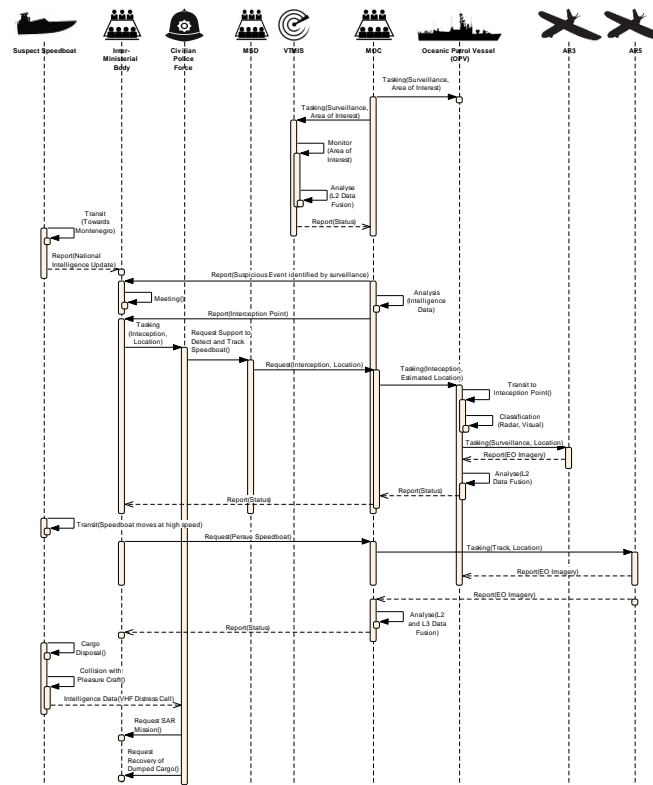 Suspect Speedboat
Inter-
Ministerial
Body
Civilian
Police
Force
MSD
VTMIS
MOC
Oceanic Patrol Vessel
(OPV)
AR3
AR5
Tasking(Surveillance,
Area of Interest)
Tasking(Surveillance,
Area of Interest)
Monitor
(Area of
Interest)
Analyse
(L2 Data
Fusion)
Report(Status)
Transit
(Towards
Montenegro)
Report(National
Intelligence Update)
Report(Suspicious Event identified by surveillance)
Meeting()
Analysis
(Intelligence
Data)
Report(Interception Point)
Tasking
(Inteception,
Location)
Request Support to
Detect and Track
Speedboat()
Request(Interception, Location)
Tasking(Inteception,
Estimated Location)
Transit to
Inteception Point()
Classification
(Radar, Visual)
Tasking(Surveillance, Location)
Report(EO Imagery)
Analyse(L2
Data Fusion)
Report(Status)
Report(Status)
Transit(Speedboat moves at high speed)
Request(Persue Speedboat)
Tasking(Track, Location)
Report(EO Imagery)
Report(EO Imagery)
Analyse(L2
and L3 Data
Fusion)
Report(Status)
Cargo
Disposal()
Collision with
Pleasure Craft()
Intelligence Data(VHF Distress Call)
Request SAR
Mission()
Request
Recovery of
Dumped Cargo()